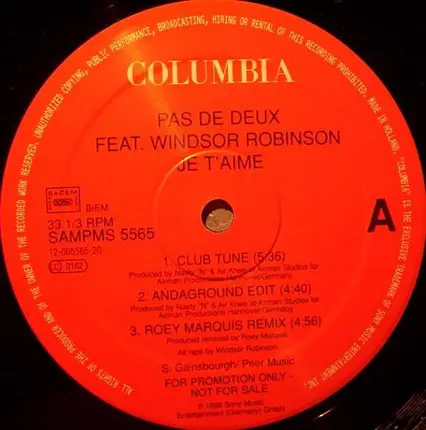 ALL RIGHTS OF THE PRODUCER AND OF THE OWNER OF THE RECORDED WORK RESERVED. UNAUTHORIZED COPYING, PUBLIC PERFORMANCE, BROADCASTING, HIRING OR RENTAL OF THIS RECORDING PROHIBITED. MADE IN HOLLAND. "COLUMBIA" IS THE EXCLUSIVE TRADEMARK OF SONY MUSIC ENTERTAINMENT, INC.
COLUMBIA
PAS DE DEUX
FEAT. WINDSOR ROBINSON
JE T'AIME
SACEM
BIEM
33 1/3 RPM
SAMPMS 5565
12-005565-20
LC 0162
A
1. CLUB TUNE (5:36)
Produced by Nasty "N" & Air Knee at Airman Studios for
Airman Productions Hannover/Germany
2. ANDAGROUND EDIT (4:40)
Produced by Nasty "N" & Air Knee at Airman Studios for
Airman Productions Hannover/Germany
3. ROEY MARQUIS REMIX (4:56)
Produced remixed by Roey Marquis
All raps by Windsor Robinson
S. Gainsbourgh/ Peer Music
FOR PROMOTION ONLY -
NOT FOR SALE
Sony Music
Entertainment (Germany) GmbH